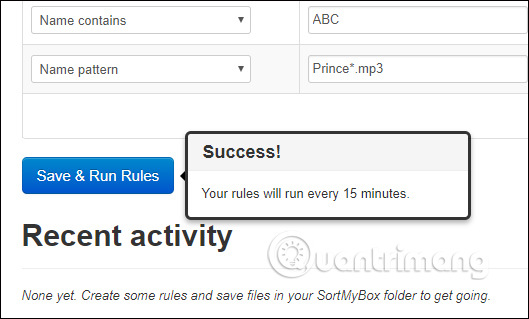 Name contains
ABC
Name pattern
Prince*.mp3
Save & Run Rules
Success!
Your rules will run every 15 minutes.
Recent activity
Quantrimang
None yet. Create some rules and save files in your SortMyBox folder to get going.